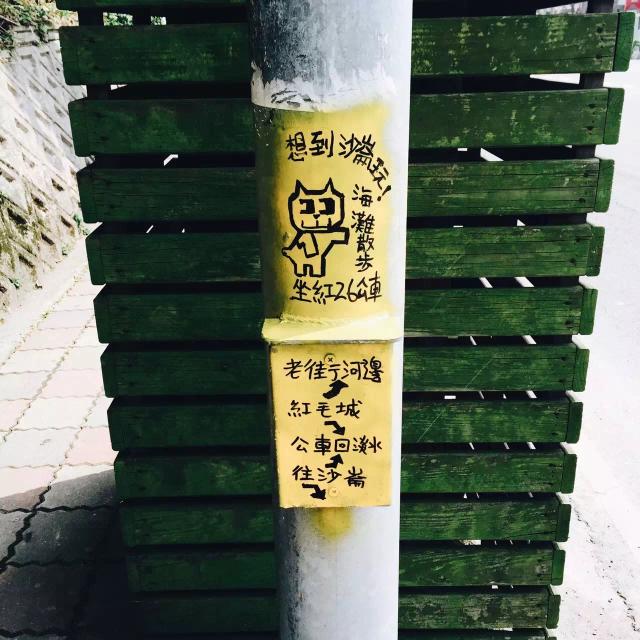 想到沙崙玩!
海灘散步
坐紅26公車
老街河邊
紅毛城
公車回淡水
往沙崙